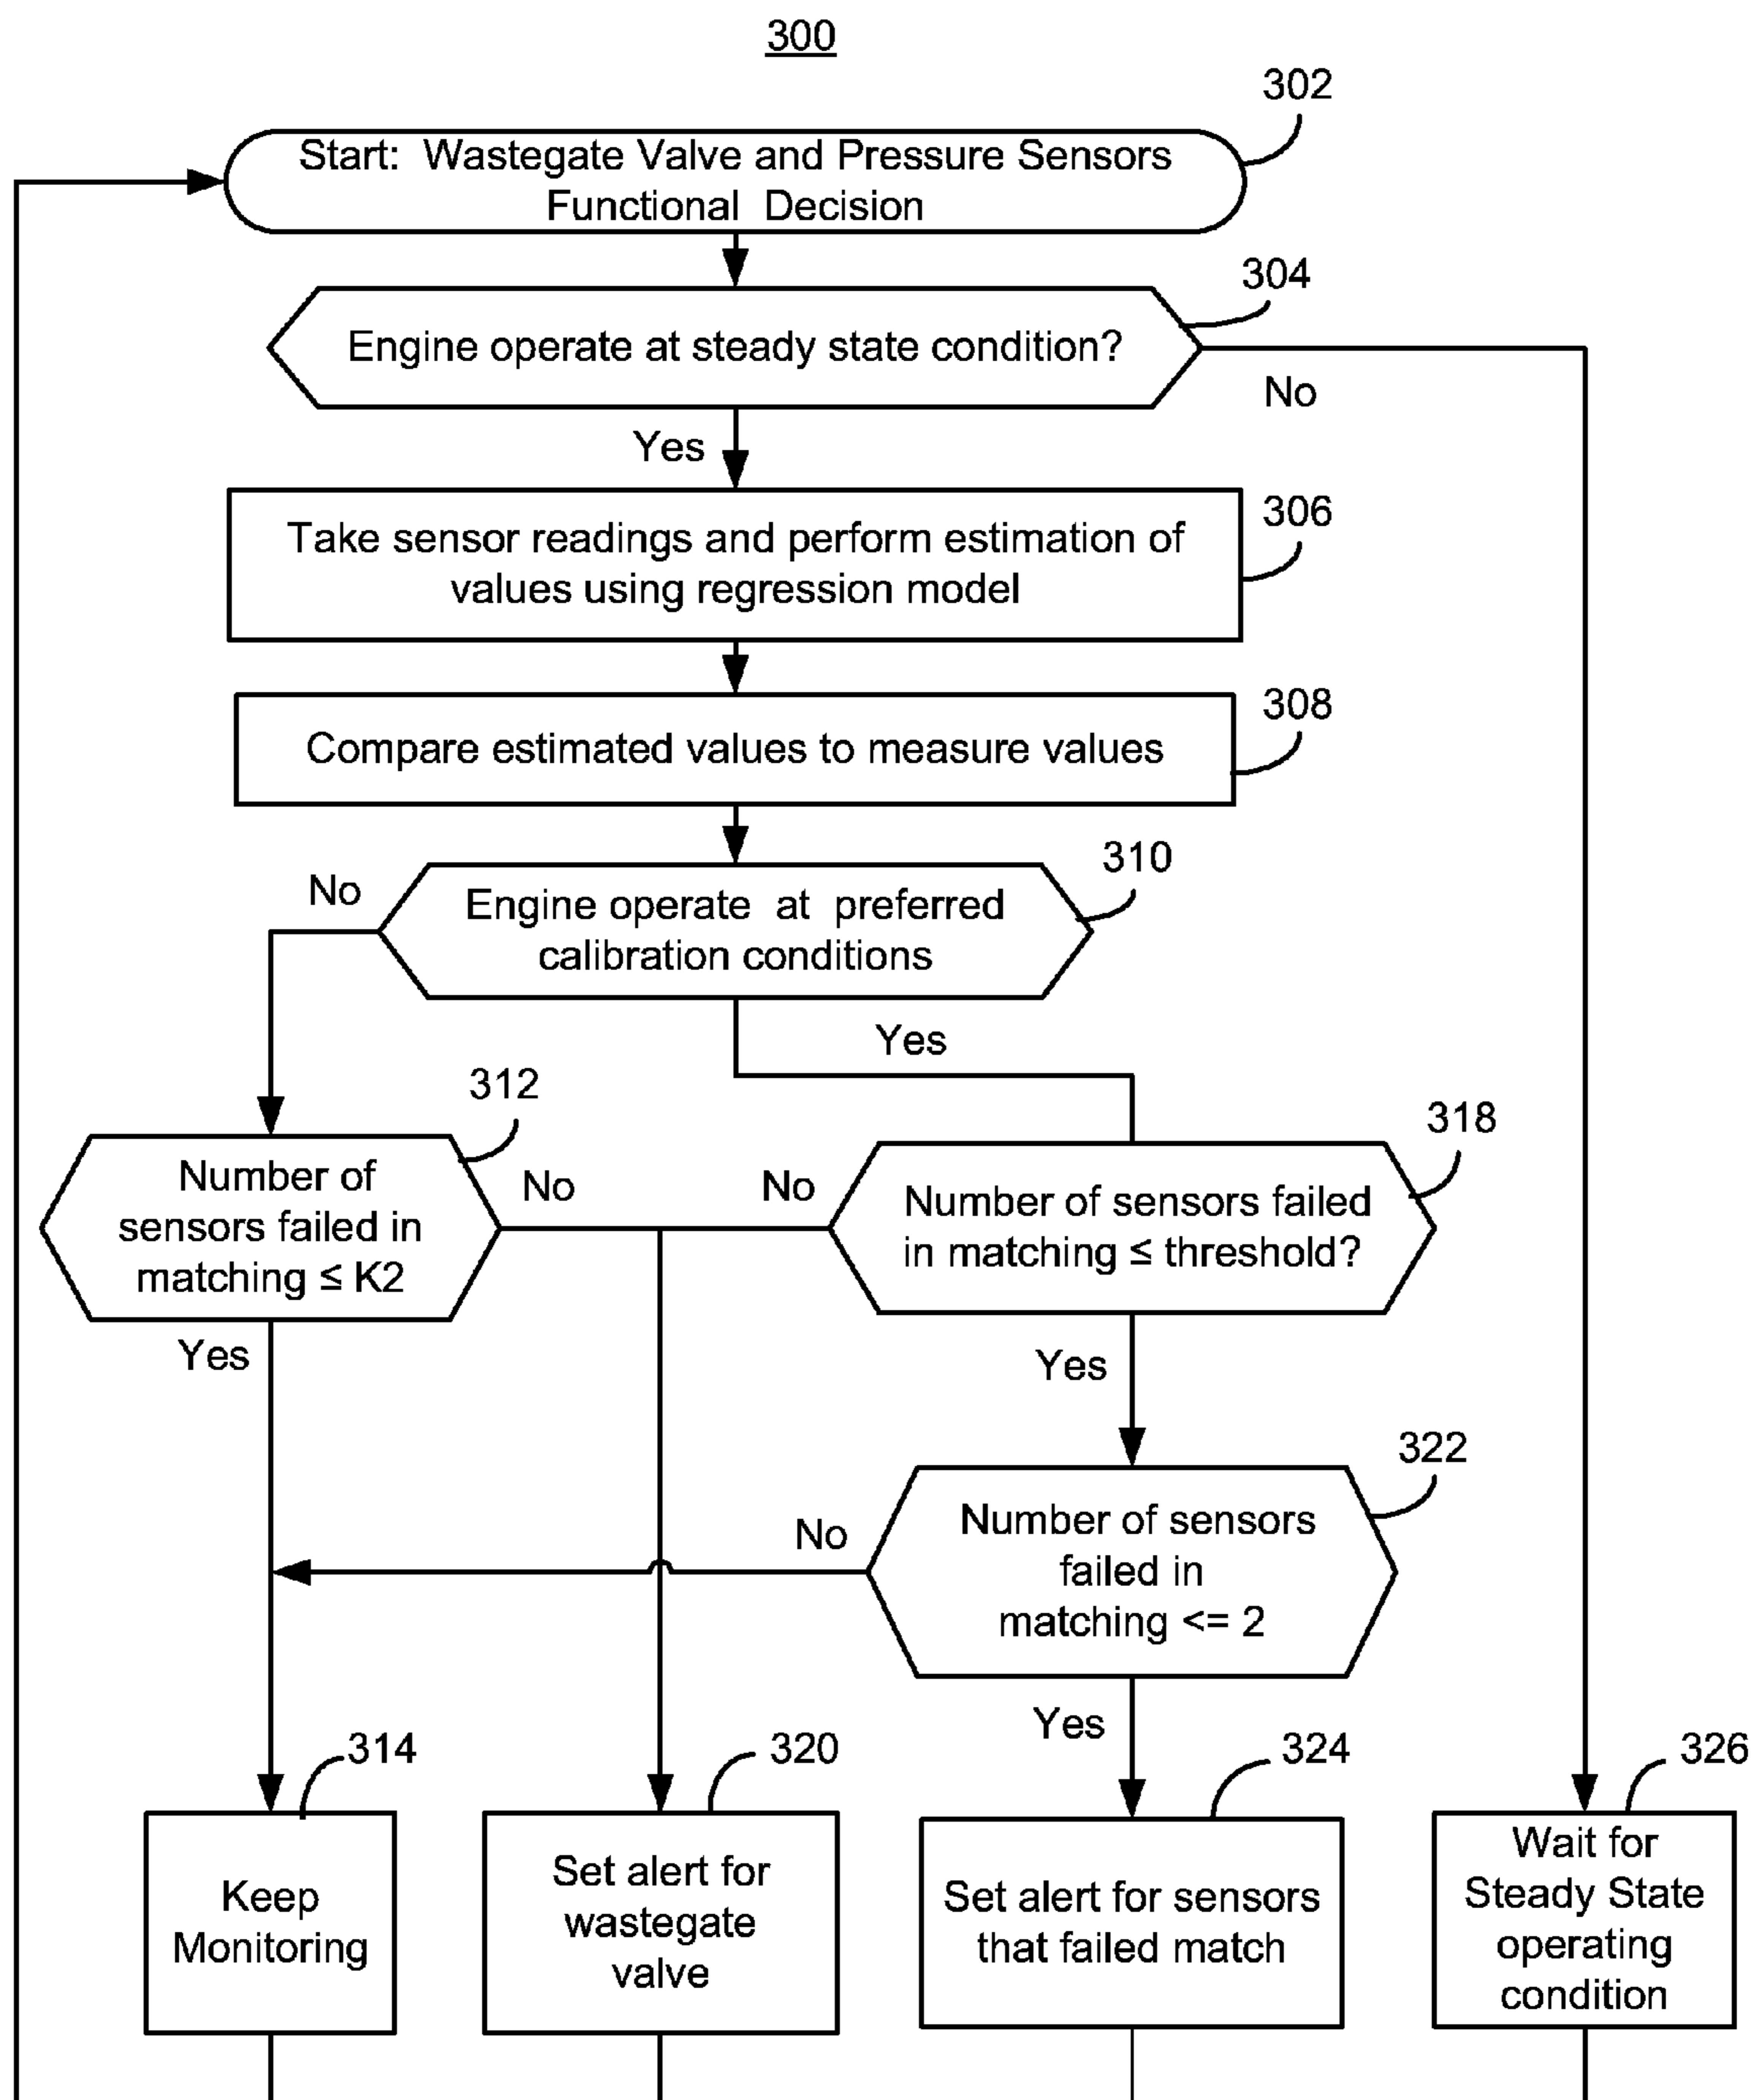 300
302
Start: Wastegate Valve and Pressure Sensors
Functional Decision
304
Engine operate at steady state condition?
No
Yes
306
Take sensor readings and perform estimation of
values using regression model
308
Compare estimated values to measure values
310
No
Engine operate at preferred
calibration conditions
Yes
312
318
Number of
sensors failed in
matching ≤ K2
No
No
Number of sensors failed
in matching ≤ threshold?
Yes
Yes
322
No
Number of sensors
failed in
matching <= 2
Yes
314
320
324
326
Keep
Monitoring
Set alert for
wastegate
valve
Set alert for sensors
that failed match
Wait for
Steady State
operating
condition